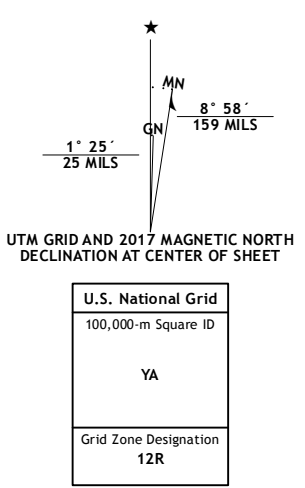 ★
MN
GN
8° 58´
159 MILS
1° 25´
25 MILS
UTM GRID AND 2017 MAGNETIC NORTH
DECLINATION AT CENTER OF SHEET
U.S. National Grid
100,000-m Square ID
YA
Grid Zone Designation
12R